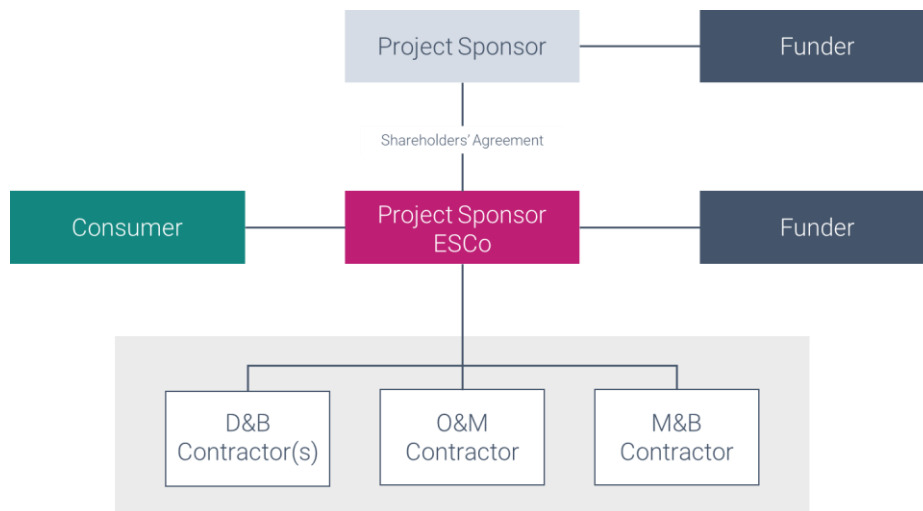 Project Sponsor
Funder
Shareholders' Agreement
Consumer
Project Sponsor
ESCo
Funder
D&B
Contractor(s)
O&M
Contractor
M&B
Contractor